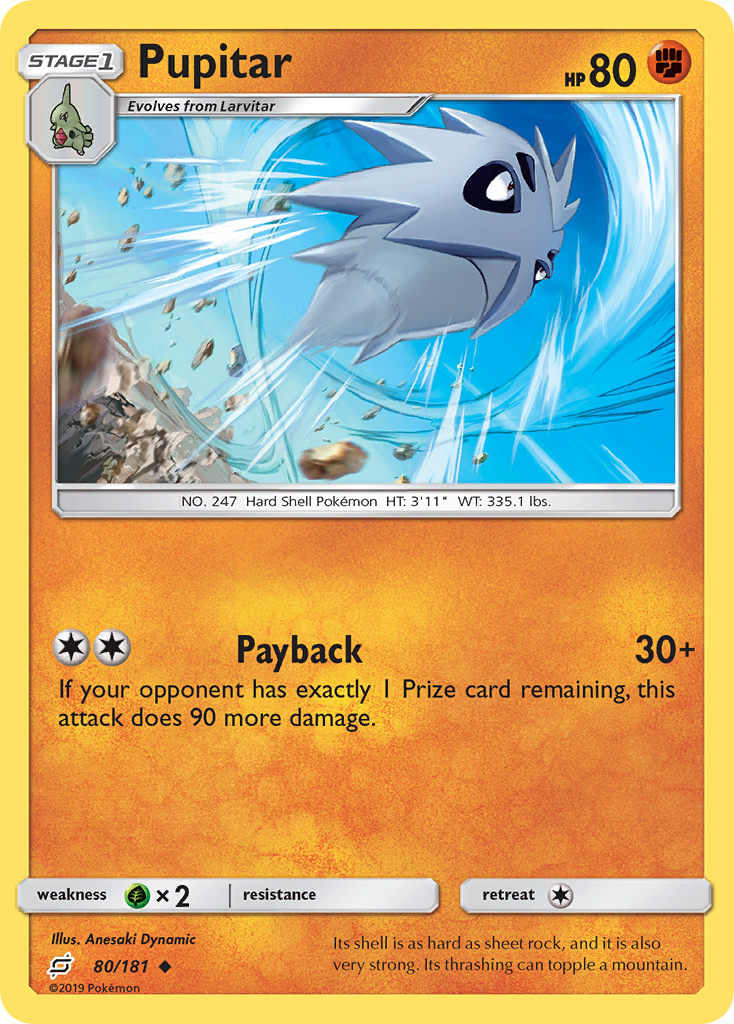 STAGE1
Pupitar
HP80
Evolves from Larvitar
NO. 247 Hard Shell Pokémon HT: 3'11" WT: 335.1 lbs.
Payback 30+
If your opponent has exactly 1 Prize card remaining, this
attack does 90 more damage.
weakness ×2 resistance retreat
Illus. Anesaki Dynamic
80/181
©2019 Pokémon
Its shell is as hard as sheet rock, and it is also
very strong. Its thrashing can topple a mountain.